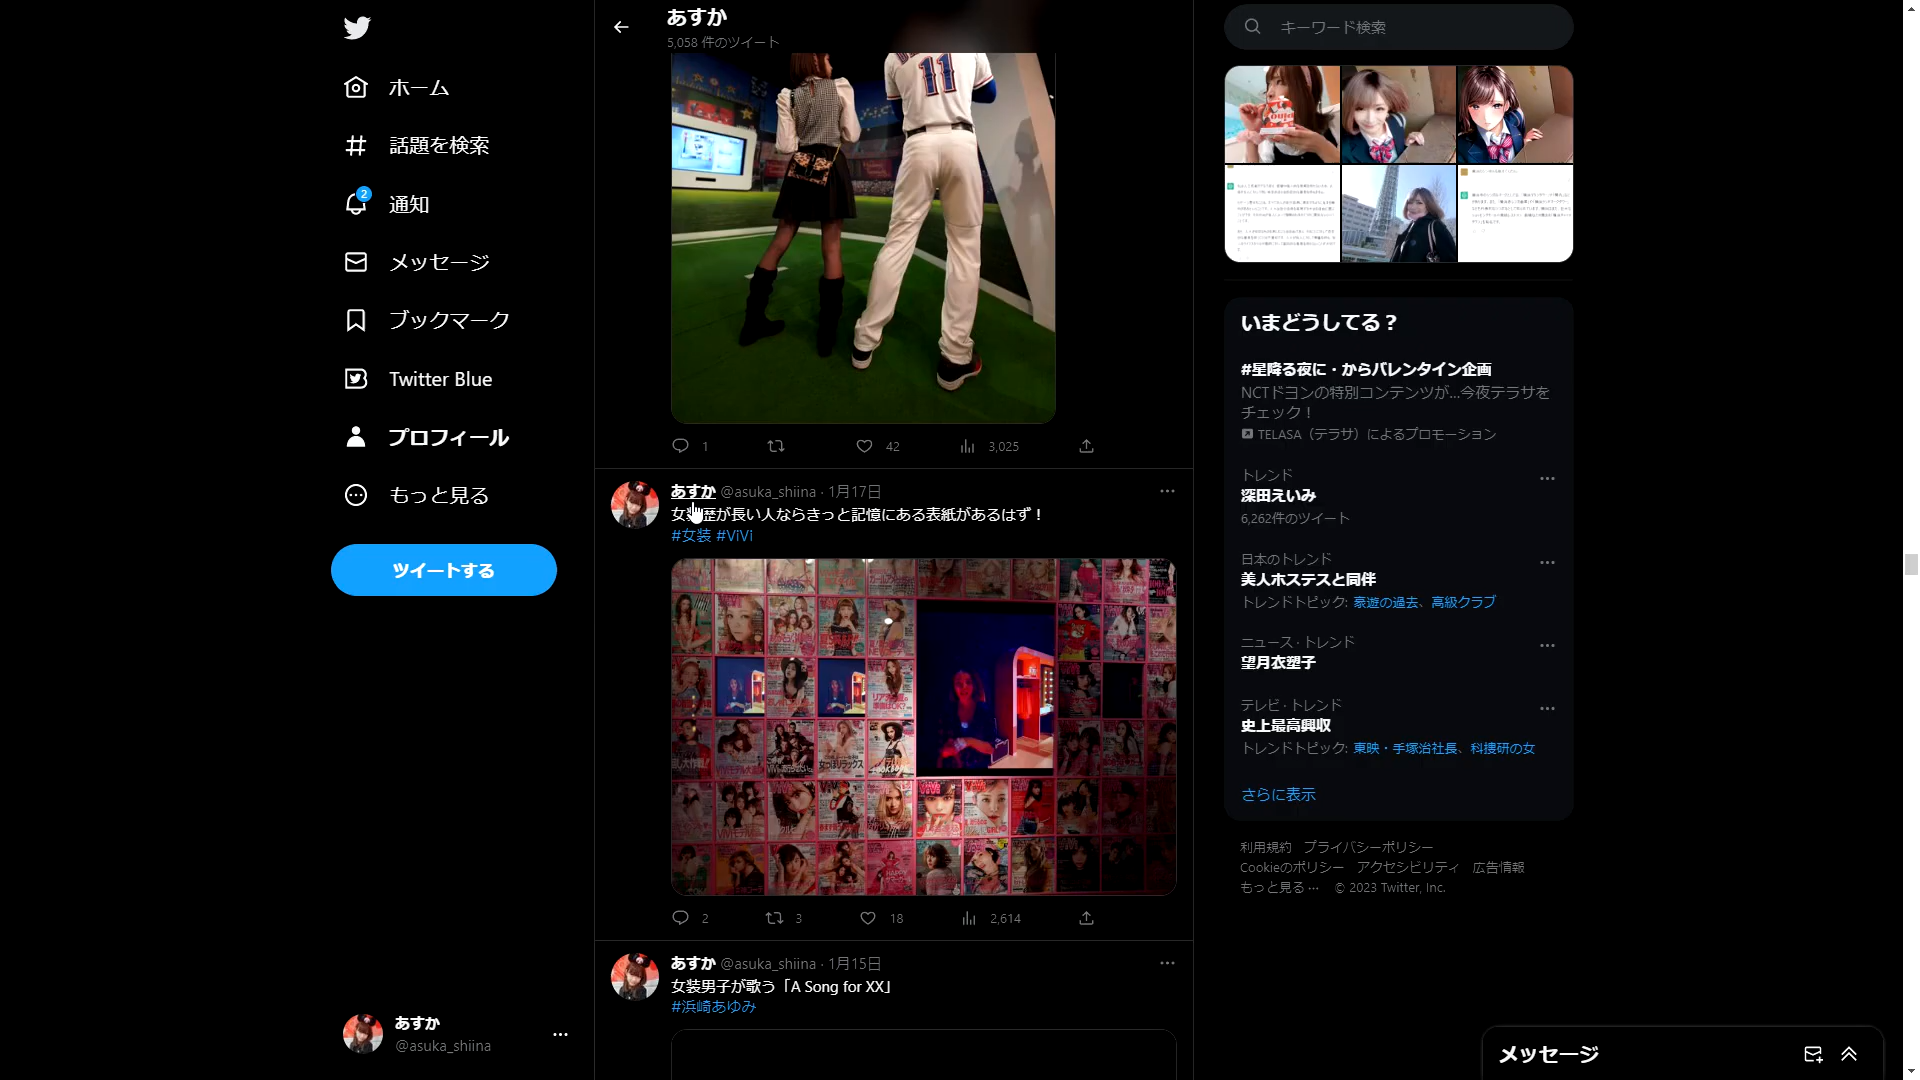 ホーム
話題を検索
2
通知
メッセージ
ブックマーク
Twitter Blue
プロフィール
もっと見る
ツイートする
あすか
@asuka_shiina
あすか
5,058 件のツイート
11
1
42
3,025
あすか @asuka_shiina · 1月17日
女装歴が長い人ならきっと記憶にある表紙があるはず！
#女装 #ViVi
2
3
18
2,614
あすか @asuka_shiina · 1月15日
女装男子が歌う「A Song for XX」
#浜崎あゆみ
キーワード検索
いまどうしてる？
#星降る夜に・からバレンタイン企画
NCTドヨンの特別コンテンツが...今夜テラサを
チェック！
TELASA（テラサ）によるプロモーション
トレンド
深田えいみ
6,262件のツイート
日本のトレンド
美人ホステスと同伴
トレンドトピック: 豪遊の過去、高級クラブ
ニュース · トレンド
望月衣塑子
テレビ · トレンド
史上最高興収
トレンドトピック: 東映・手塚治社長、科捜研の女
さらに表示
利用規約 プライバシーポリシー
Cookieのポリシー アクセシビリティ 広告情報
もっと見る ··· © 2023 Twitter, Inc.
メッセージ